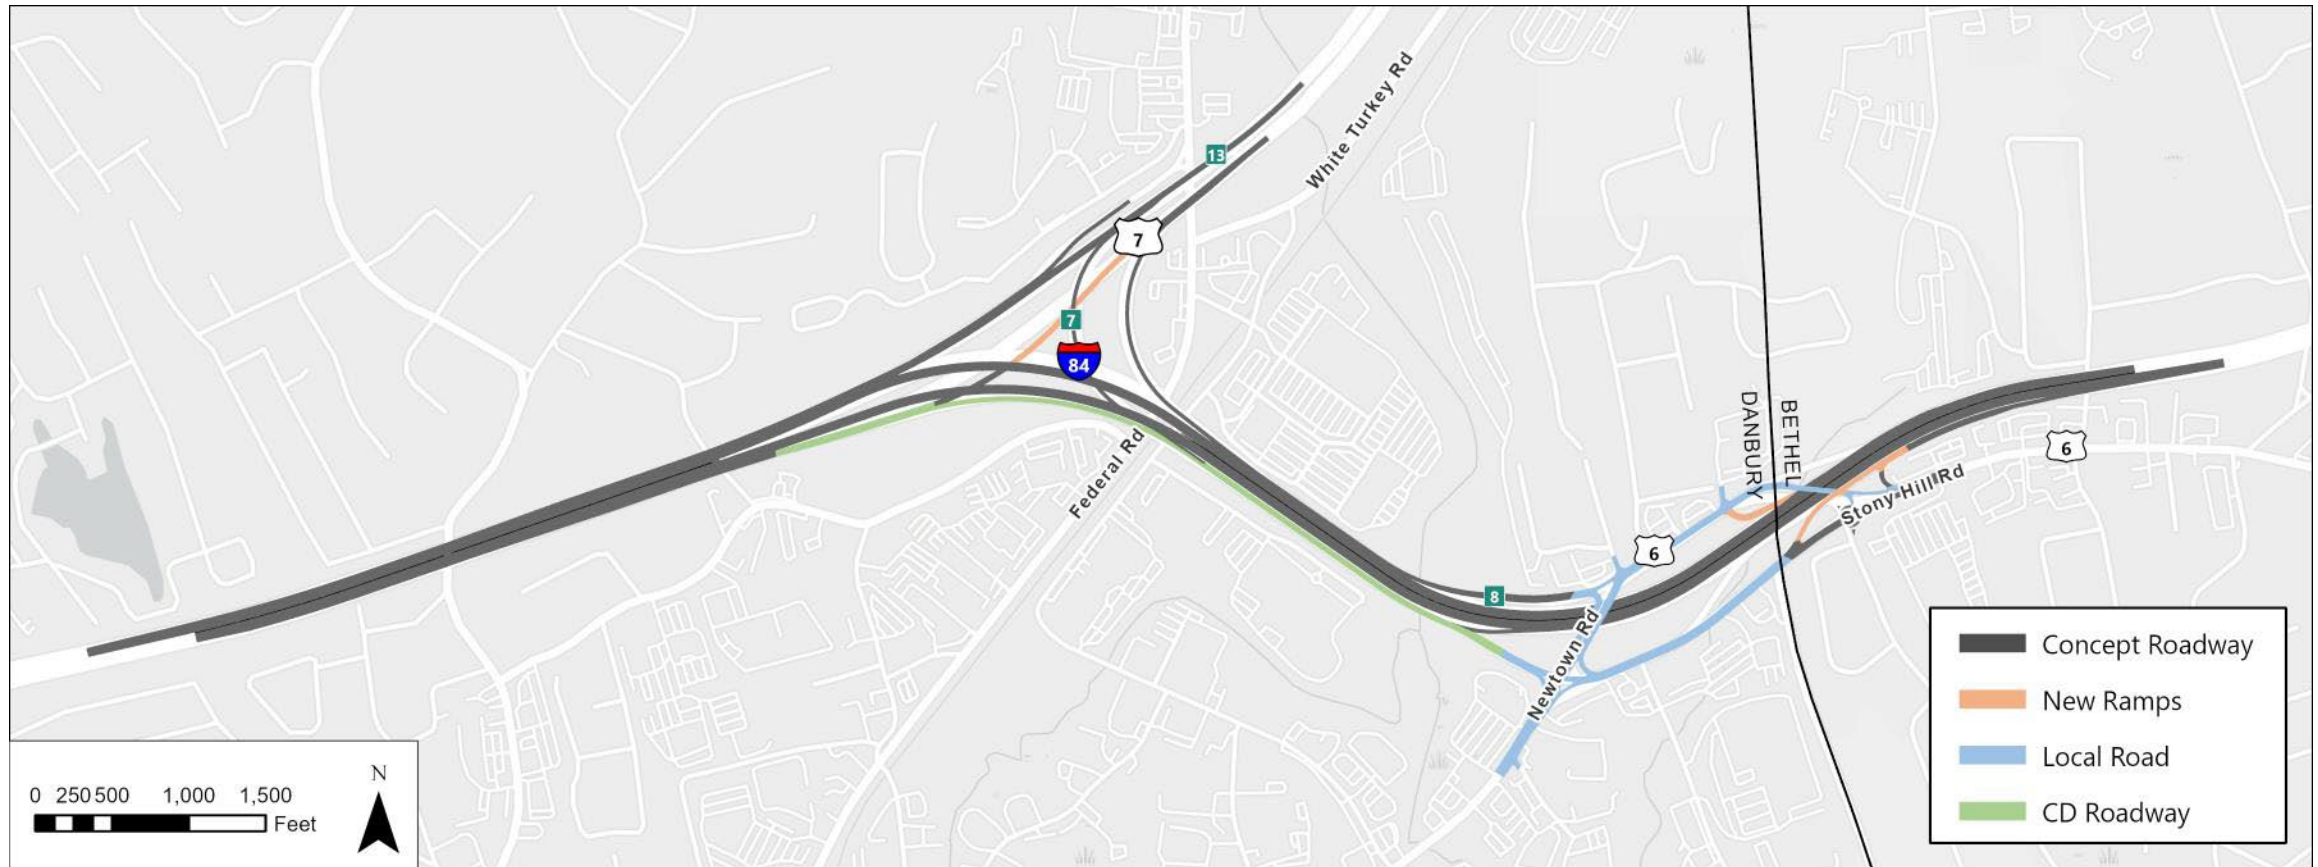 White Turkey Rd
13
7
7
84
Federal Rd
DANBURY
BETHEL
6
Stony Hill Rd
6
8
Newtown Rd
Concept Roadway
New Ramps
Local Road
CD Roadway
N
0 250 500 1,000 1,500
Feet